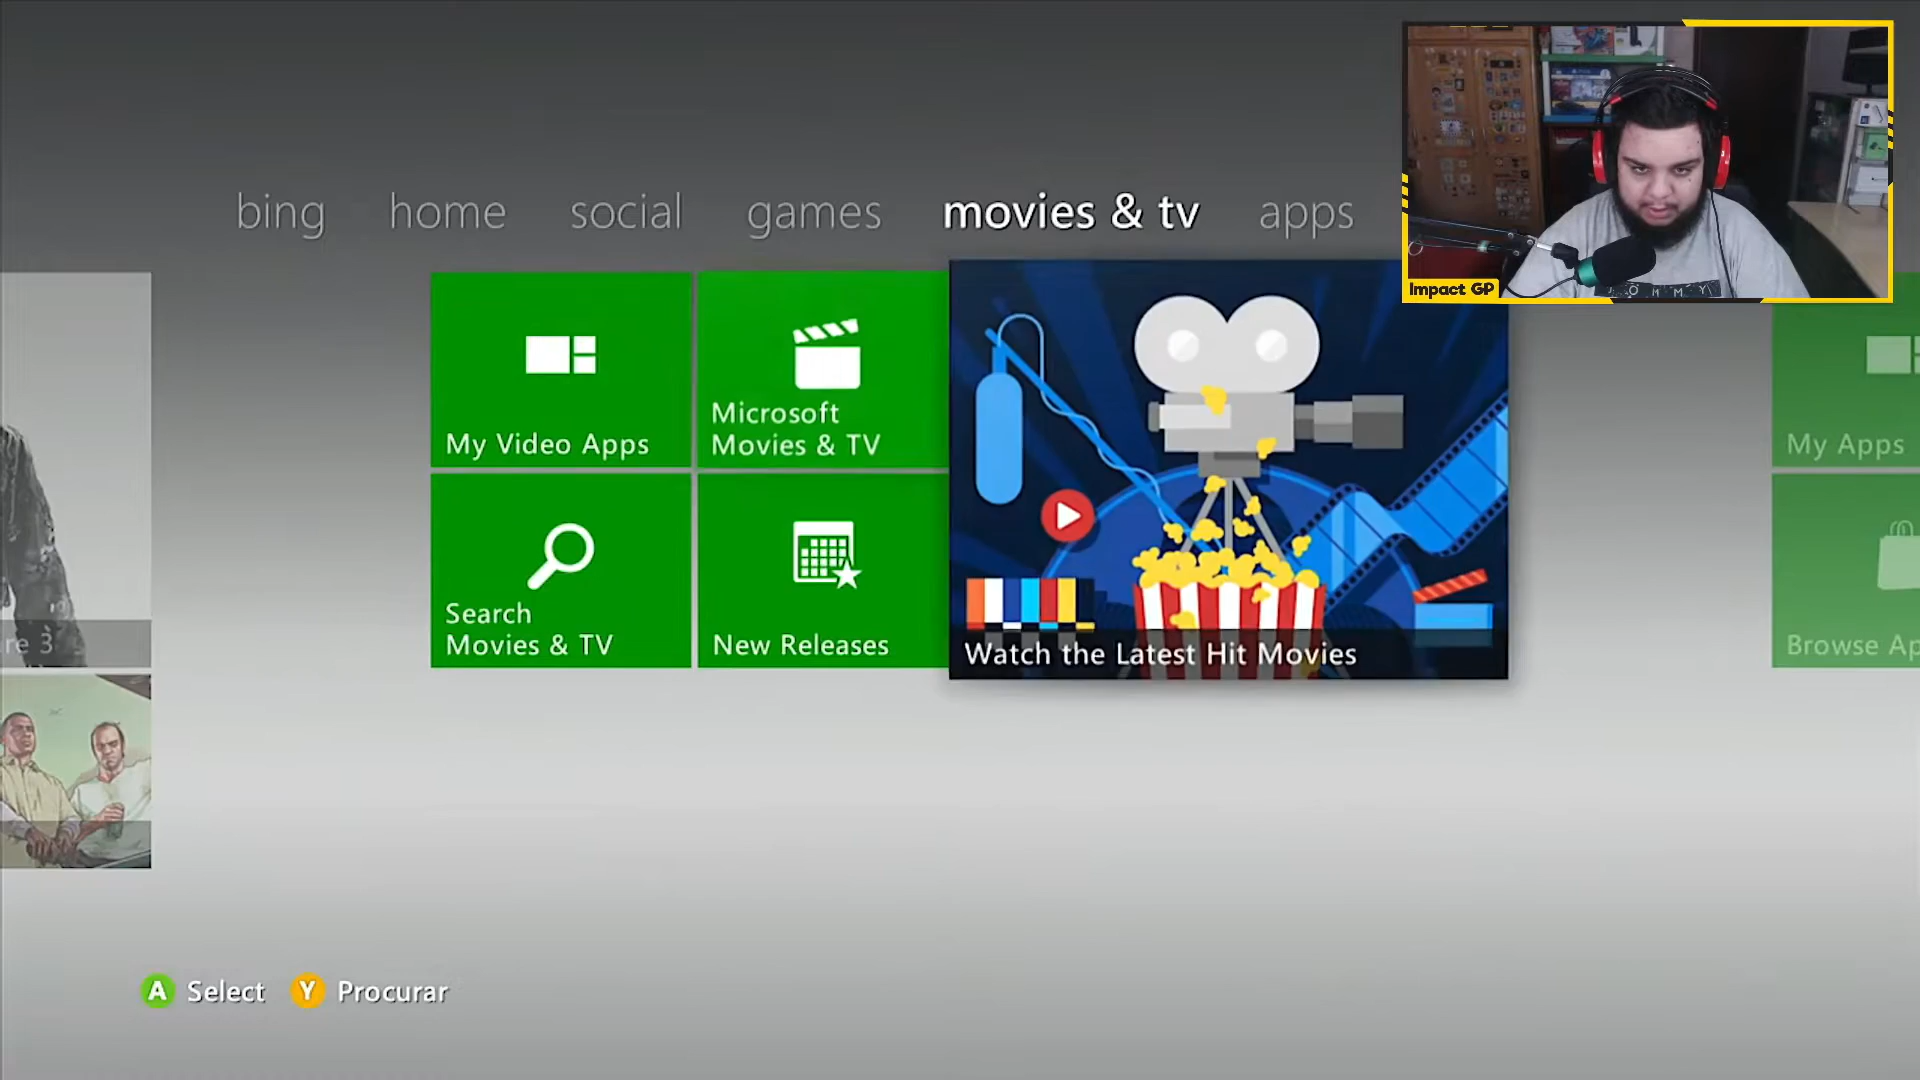 bing home social games movies & tv apps
Impact GP
My Video Apps
Microsoft
Movies & TV
Search
Movies & TV
New Releases
Watch the Latest Hit Movies
re 3
My Apps
Browse Ap
OMMY
A Select Y Procurar